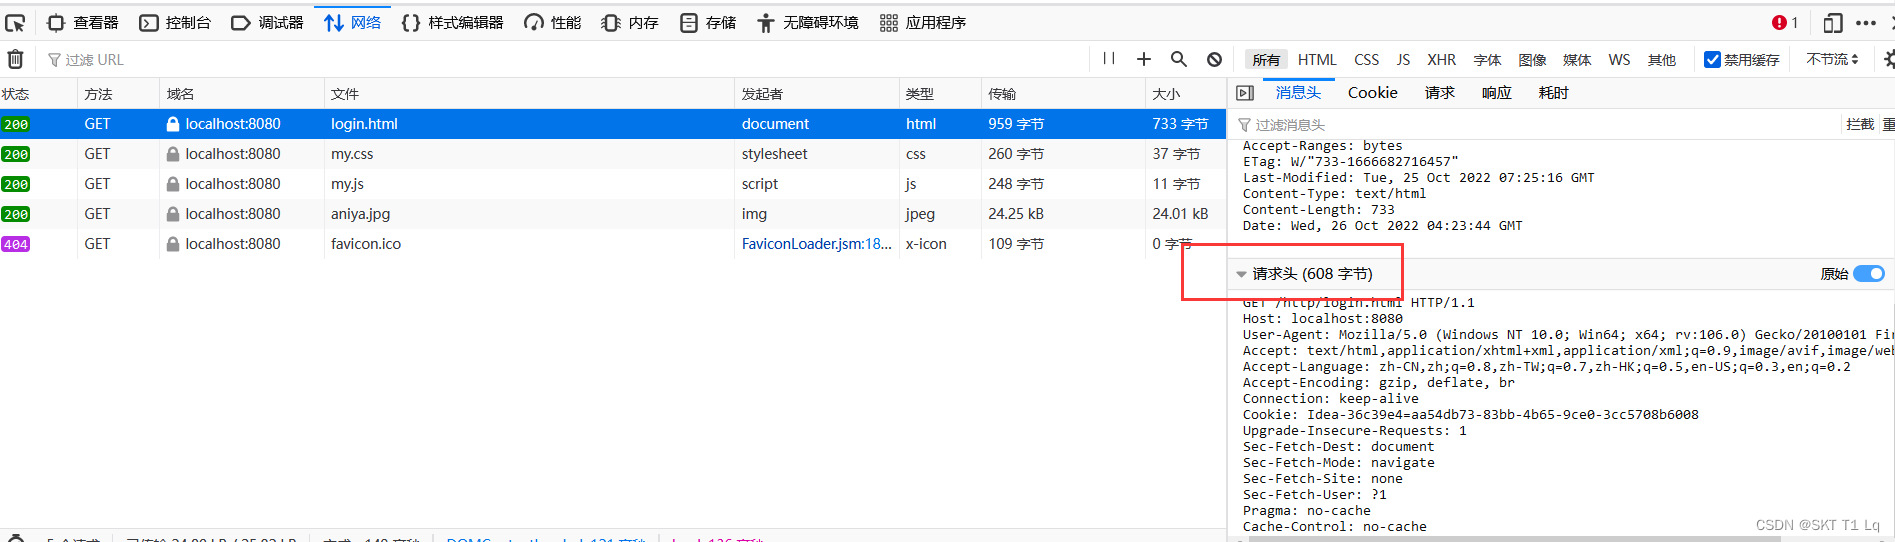 查看器 控制台 调试器 网络 样式编辑器 性能 内存 存储 无障碍环境 应用程序 1
过滤 URL 所有 HTML CSS JS XHR 字体 图像 媒体 WS 其他 禁用缓存 不节流
状态 方法 域名 文件 发起者 类型 传输 大小
200 GET localhost:8080 login.html document html 959 字节 733 字节
200 GET localhost:8080 my.css stylesheet css 260 字节 37 字节
200 GET localhost:8080 my.js script js 248 字节 11 字节
200 GET localhost:8080 aniya.jpg img jpeg 24.25 kB 24.01 kB
404 GET localhost:8080 favicon.ico FaviconLoader.jsm:18... x-icon 109 字节 0 字节
消息头 Cookie 请求 响应 耗时
过滤消息头 拦截 重
Accept-Ranges: bytes
ETag: W/"733-1666682716457"
Last-Modified: Tue, 25 Oct 2022 07:25:16 GMT
Content-Type: text/html
Content-Length: 733
Date: Wed, 26 Oct 2022 04:23:44 GMT
请求头 (608 字节) 原始
GET /http/login.html HTTP/1.1
Host: localhost:8080
User-Agent: Mozilla/5.0 (Windows NT 10.0; Win64; x64; rv:106.0) Gecko/20100101 Fir
Accept: text/html,application/xhtml+xml,application/xml;q=0.9,image/avif,image/web
Accept-Language: zh-CN,zh;q=0.8,zh-TW;q=0.7,zh-HK;q=0.5,en-US;q=0.3,en;q=0.2
Accept-Encoding: gzip, deflate, br
Connection: keep-alive
Cookie: Idea-36c39e4=aa54db73-83bb-4b65-9ce0-3cc5708b6008
Upgrade-Insecure-Requests: 1
Sec-Fetch-Dest: document
Sec-Fetch-Mode: navigate
Sec-Fetch-Site: none
Sec-Fetch-User: ?1
Pragma: no-cache
Cache-Control: no-cache
CSDN @SKT T1 Lq